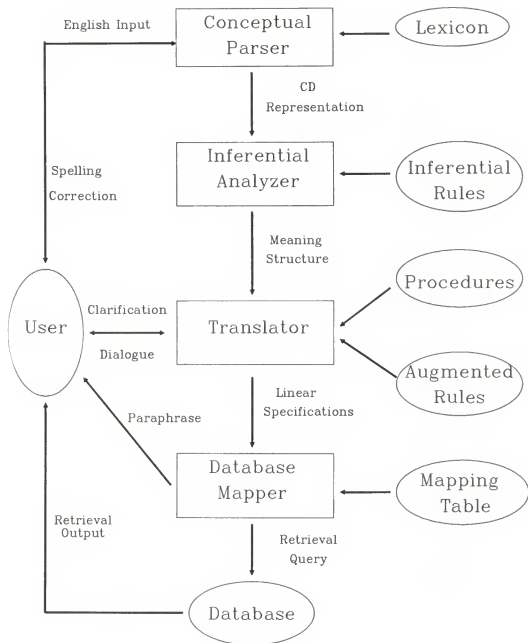 English Input
Conceptual
Parser
Lexicon
CD
Representation
Spelling
Correction
Inferential
Analyzer
Inferential
Rules
Meaning
Structure
User
Clarification
Dialogue
Translator
Procedures
Augmented
Rules
Linear
Specifications
Paraphrase
Database
Mapper
Mapping
Table
Retrieval
Output
Retrieval
Query
Database